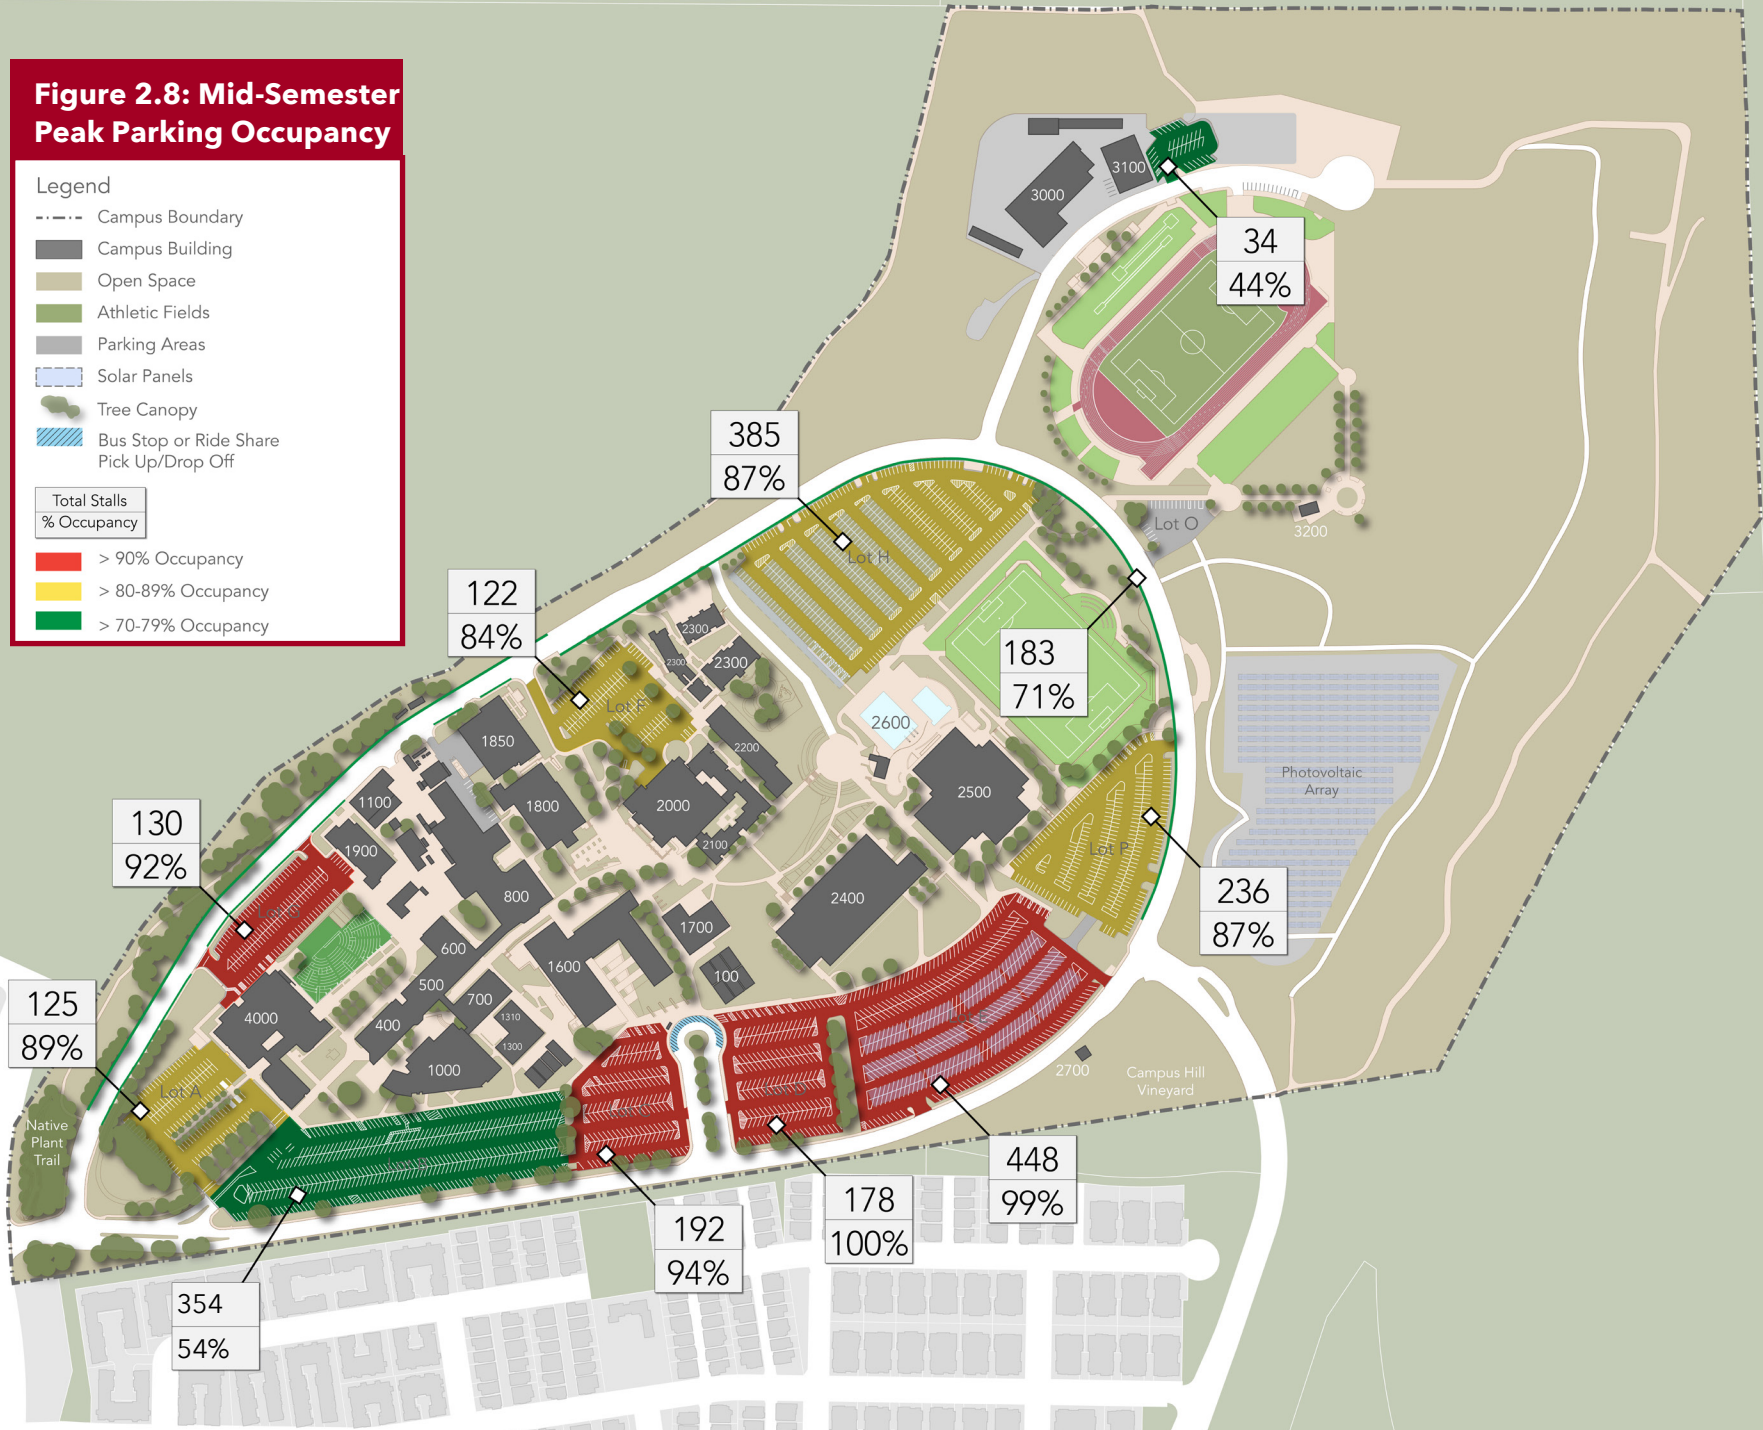 Figure 2.8: Mid-Semester
Peak Parking Occupancy
Legend
Campus Boundary
Campus Building
Open Space
Athletic Fields
Parking Areas
Solar Panels
Tree Canopy
Bus Stop or Ride Share
Pick Up/Drop Off
Total Stalls
% Occupancy
> 90% Occupancy
> 80-89% Occupancy
> 70-79% Occupancy
3100
3000
34
44%
385
87%
Lot O
3200
Lot H
122
84%
2300
2300
2300
183
71%
Lot F
2600
1850
2200
Photovoltaic
Array
2500
1100
1800
2000
130
92%
1900
2100
Lot P
236
87%
800
2400
1700
600
1600
100
500
700
125
89%
4000
400
1310
1300
1000
2700
Campus Hill
Vineyard
Lot A
Native
Plant
Trail
448
99%
178
100%
192
94%
354
54%